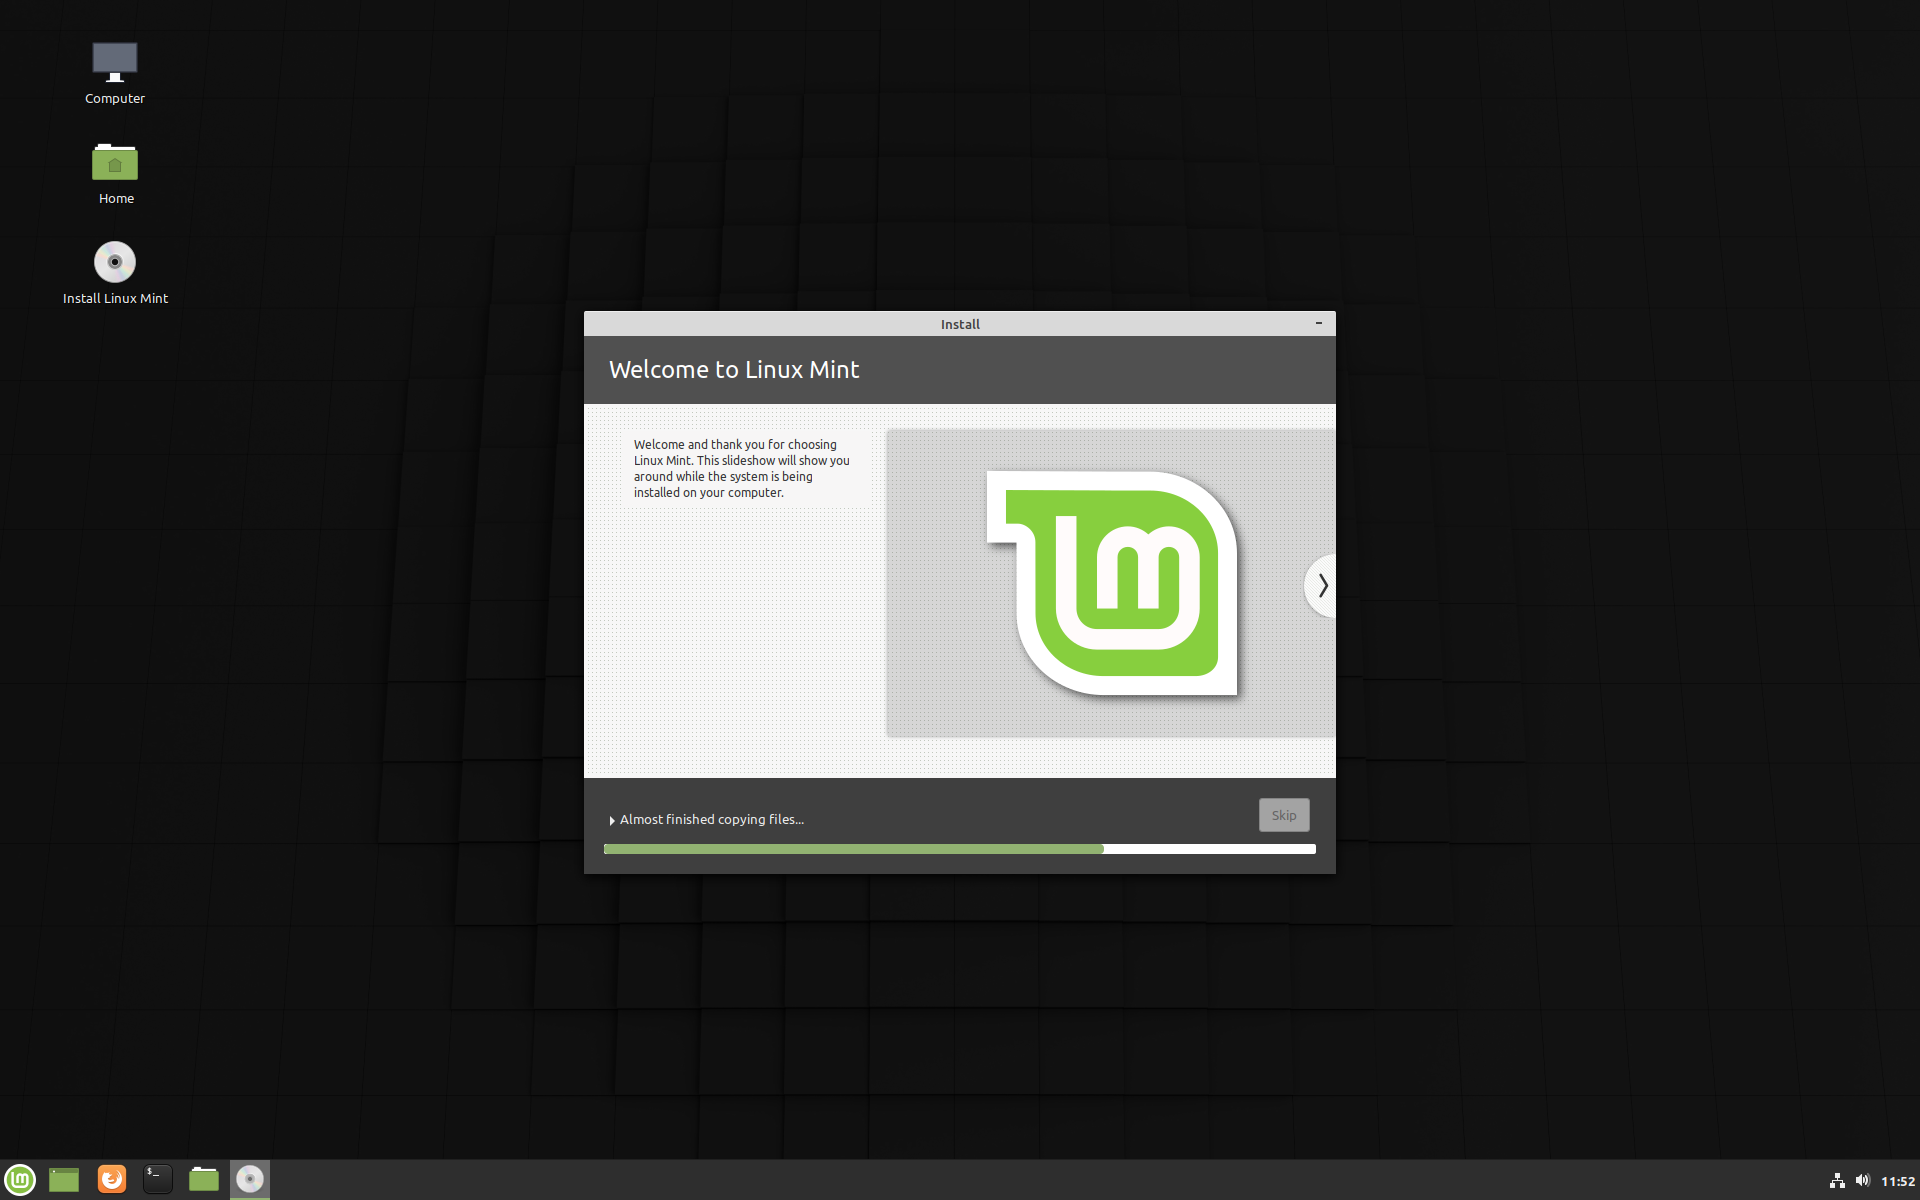 Computer
Home
Install Linux Mint
Install
Welcome to Linux Mint
Welcome and thank you for choosing
Linux Mint. This slideshow will show you
around while the system is being
installed on your computer.
lm
Almost finished copying files...
Skip
lm
$_
11:52